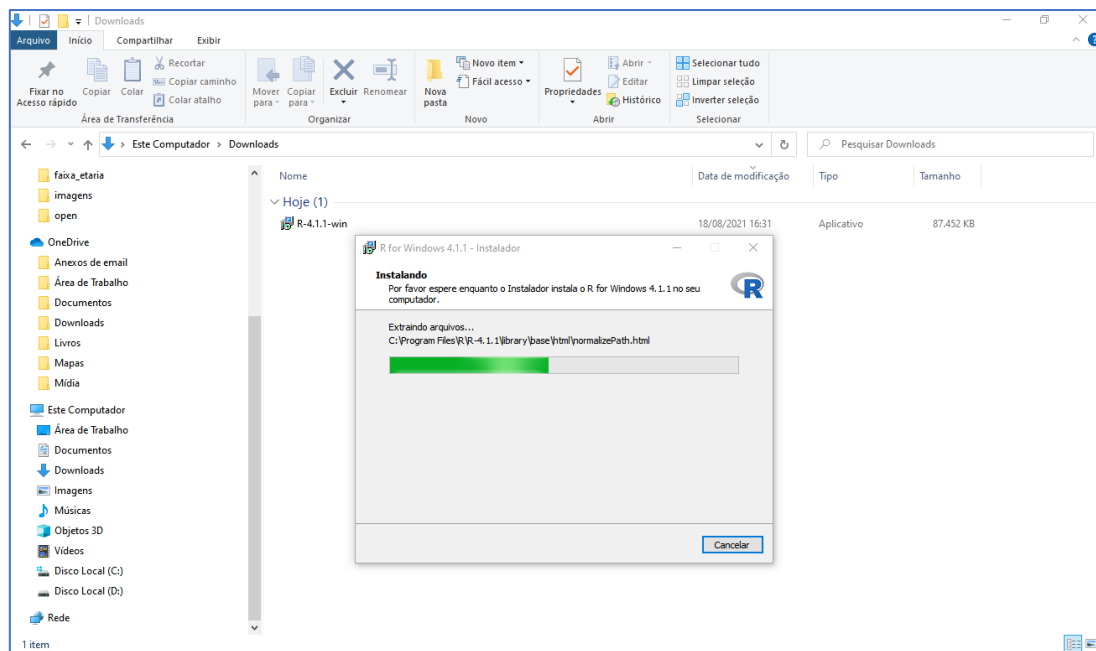 Downloads
Arquivo Início Compartilhar Exibir
Fixar no Acesso rápido
Copiar
Colar
Recortar
Copiar caminho
Colar atalho
Área de Transferência
Mover para
Copiar para
Excluir
Renomear
Organizar
Nova pasta
Novo item
Fácil acesso
Novo
Propriedades
Abrir
Editar
Histórico
Abrir
Selecionar tudo
Limpar seleção
Inverter seleção
Selecionar
Este Computador > Downloads
Pesquisar Downloads
Nome Data de modificação Tipo Tamanho
Hoje (1)
R-4.1.1-win 18/08/2021 16:31 Aplicativo 87.452 KB
faixa_etaria
imagens
open
OneDrive
Anexos de email
Área de Trabalho
Documentos
Downloads
Livros
Mapas
Mídia
Este Computador
Área de Trabalho
Documentos
Downloads
Imagens
Músicas
Objetos 3D
Vídeos
Disco Local (C:)
Disco Local (D:)
Rede
1 item
R for Windows 4.1.1 - Instalador
Instalando
Por favor espere enquanto o Instalador instala o R for Windows 4.1.1 no seu
computador.
R
Extraindo arquivos...
C:\Program Files\R\R-4.1.1\library\base\html\normalizePath.html
Cancelar